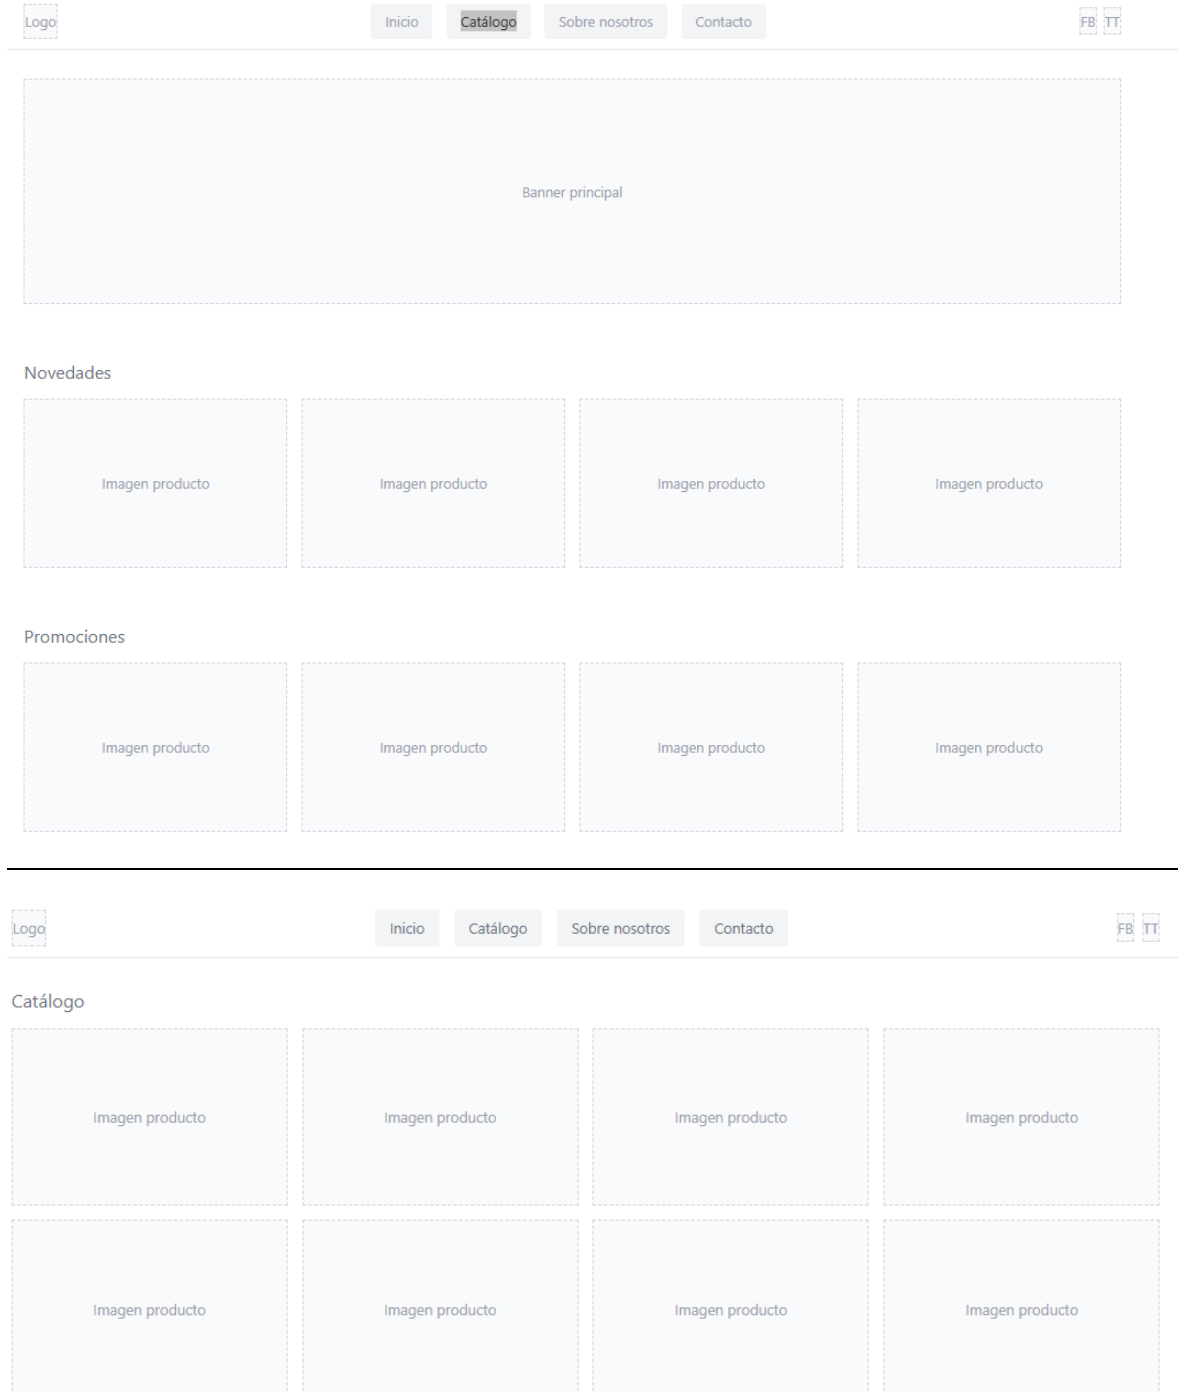 Logo Inicio Catálogo Sobre nosotros Contacto FB TT
Banner principal
Novedades
Imagen producto Imagen producto Imagen producto Imagen producto
Promociones
Imagen producto Imagen producto Imagen producto Imagen producto
Logo Inicio Catálogo Sobre nosotros Contacto FB TT
Catálogo
Imagen producto Imagen producto Imagen producto Imagen producto
Imagen producto Imagen producto Imagen producto Imagen producto